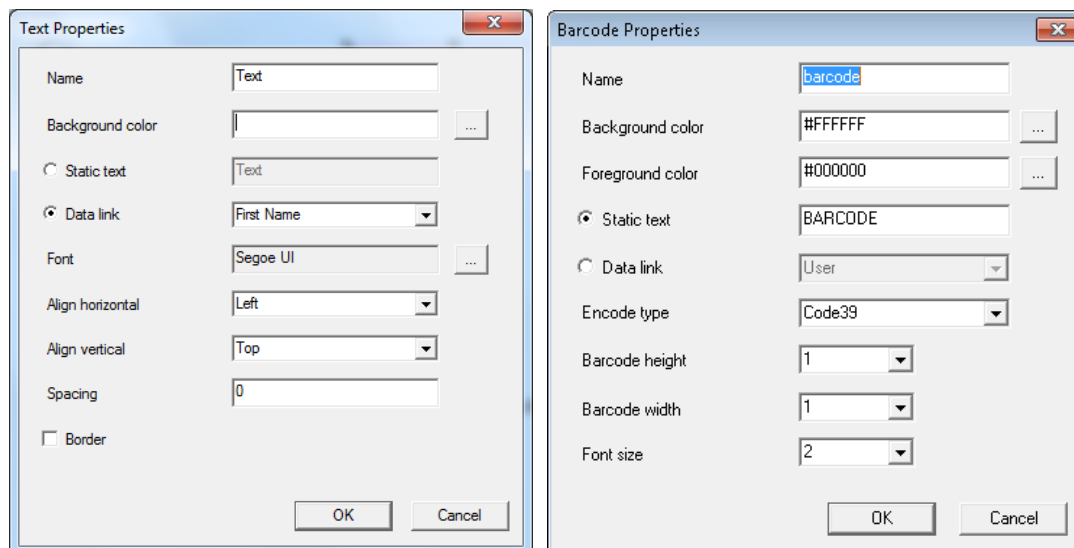 Text Properties
Name Text
Background color ...
Static text Text
Data link First Name
Font Segoe UI ...
Align horizontal Left
Align vertical Top
Spacing 0
Border
OK Cancel
Barcode Properties
Name barcode
Background color #FFFFFF ...
Foreground color #000000 ...
Static text BARCODE
Data link User
Encode type Code39
Barcode height 1
Barcode width 1
Font size 2
OK Cancel